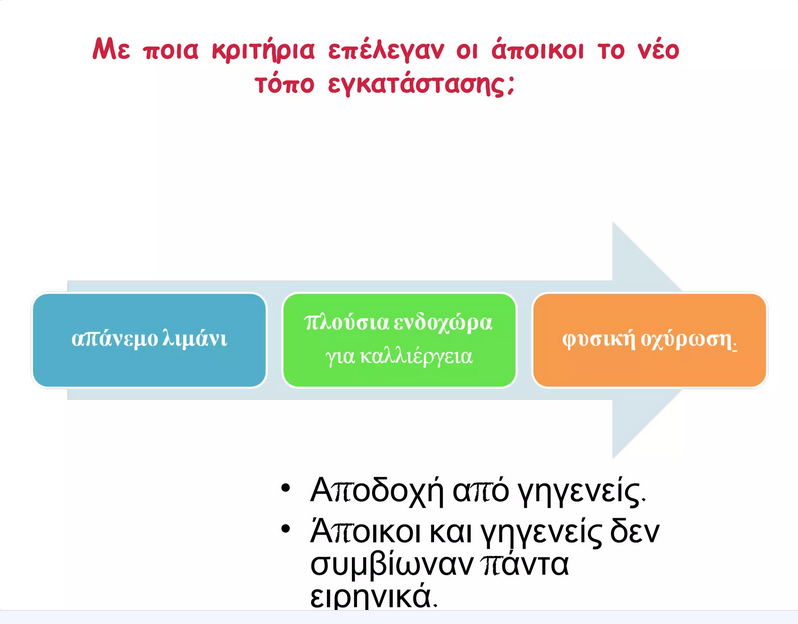 Με ποια κριτήρια επέλεγαν οι άποικοι το νέο
τόπο εγκατάστασης;
απάνεμο λιμάνι
πλούσια ενδοχώρα
για καλλιέργεια
φυσική οχύρωση.
• Αποδοχή από γηγενείς.
• Άποικοι και γηγενείς δεν
συμβίωναν πάντα
ειρηνικά.